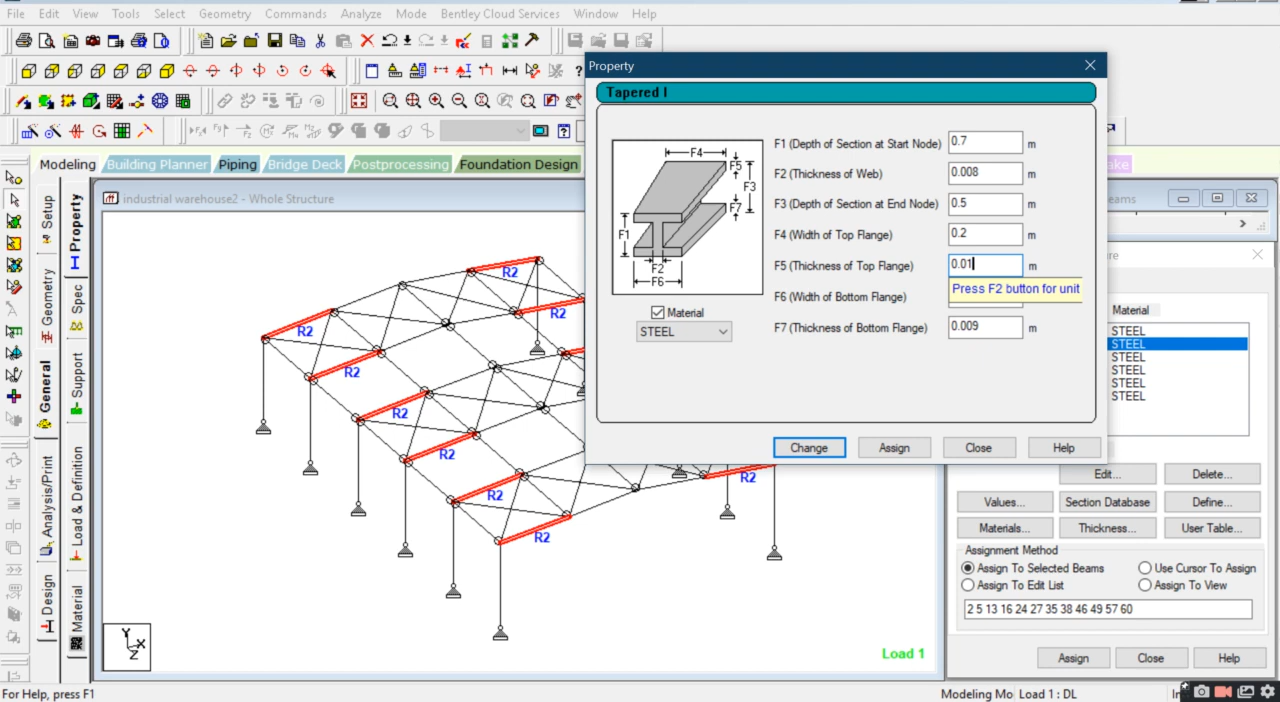 File Edit View Tools Select Geometry Commands Analyze Mode Bentley Cloud Services Window Help
Property
Tapered I
F4
F5
F3
F7
F1
F2
F6
F1 (Depth of Section at Start Node) 0.7 m
F2 (Thickness of Web) 0.008 m
F3 (Depth of Section at End Node) 0.5 m
F4 (Width of Top Flange) 0.2 m
F5 (Thickness of Top Flange) 0.01 m
Press F2 button for unit
F6 (Width of Bottom Flange)
F7 (Thickness of Bottom Flange) 0.009 m
Material
STEEL
Change Assign Close Help
Modeling Building Planner Piping Bridge Deck Postprocessing Foundation Design
industrial warehouse2 - Whole Structure
Setup
Geometry
General
Analysis/Print
Design
Property
Spec
Support
Load & Definition
Material
R2
R2
R2
R2
R2
R2
R2
R2
R2
Y
X
Z
Load 1
Material
STEEL
STEEL
STEEL
STEEL
STEEL
STEEL
Edit... Delete...
Values... Section Database Define...
Materials... Thickness... User Table...
Assignment Method
Assign To Selected Beams Use Cursor To Assign
Assign To Edit List Assign To View
2 5 13 16 24 27 35 38 46 49 57 60
Assign Close Help
For Help, press F1 Modeling Mo Load 1 : DL